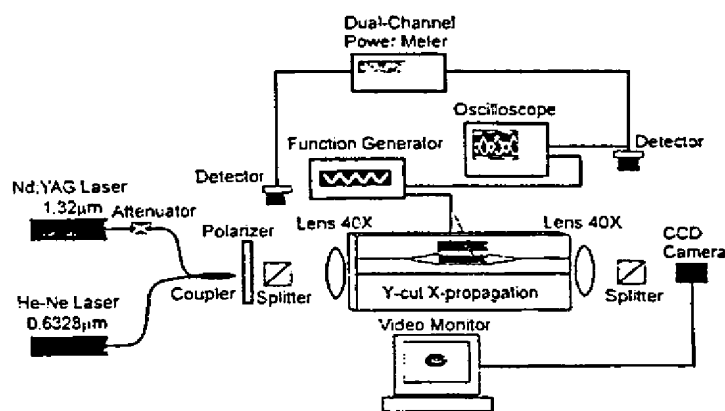 Dual-Channel
Power Meter
Oscilloscope
Function Generator
Detector
Detector
Nd:YAG Laser
1.32μm
Attenuator
Polarizer
Lens 40X
Lens 40X
CCD
Camera
Coupler
Splitter
Y-cut X-propagation
Splitter
He-Ne Laser
0.6328μm
Video Monitor